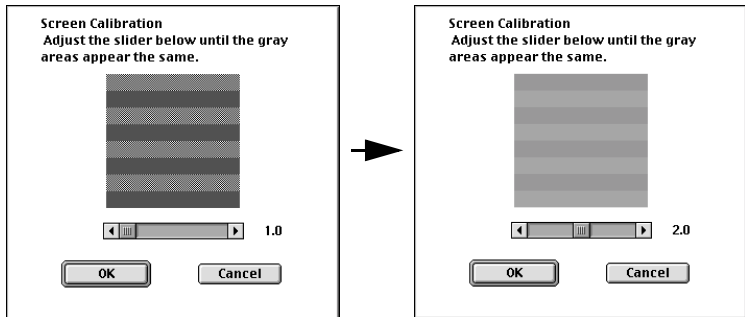 Screen Calibration
Adjust the slider below until the gray
areas appear the same.
1.0
OK
Cancel
Screen Calibration
Adjust the slider below until the gray
areas appear the same.
2.0
OK
Cancel